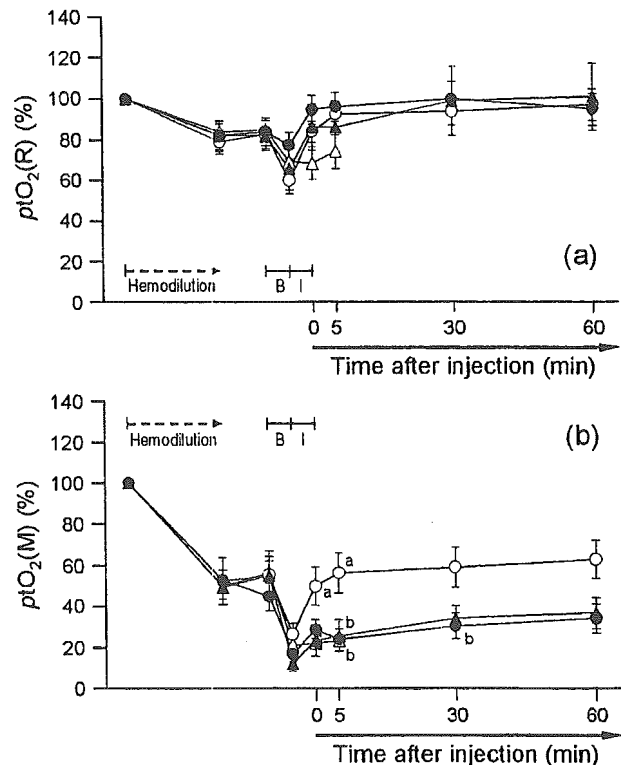 140
120
100
80
60
40
20
0
ptO2(R) (%)
Hemodilution
B
I
(a)
0
5
30
60
Time after injection (min)
140
120
100
80
60
40
20
0
ptO2(M) (%)
Hemodilution
B
I
(b)
a
a
b
b
b
0
5
30
60
Time after injection (min)